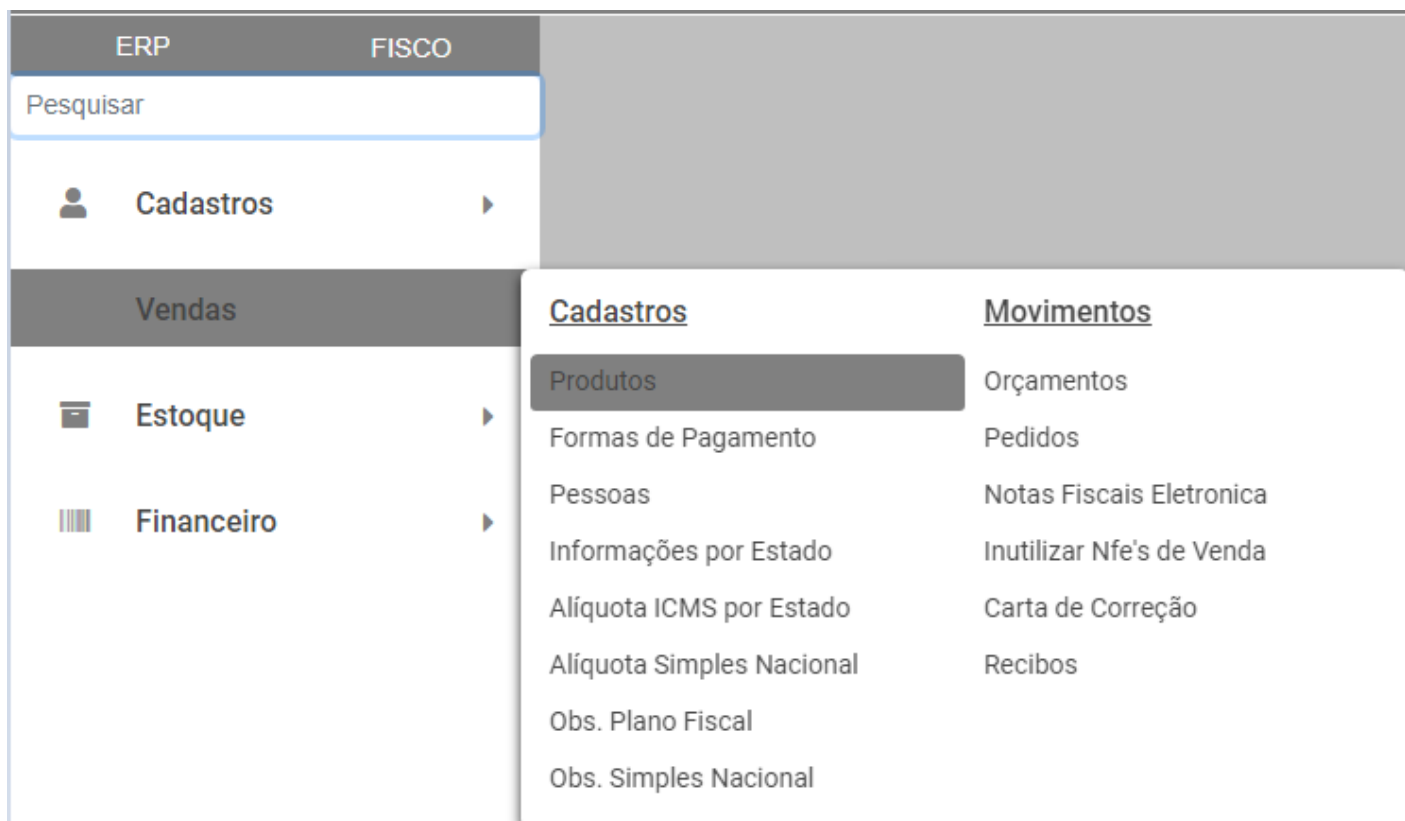 ERP FISCO
Pesquisar
Cadastros
Vendas
Estoque
Financeiro
Cadastros
Produtos
Formas de Pagamento
Pessoas
Informações por Estado
Alíquota ICMS por Estado
Alíquota Simples Nacional
Obs. Plano Fiscal
Obs. Simples Nacional
Movimentos
Orçamentos
Pedidos
Notas Fiscais Eletronica
Inutilizar Nfe's de Venda
Carta de Correção
Recibos